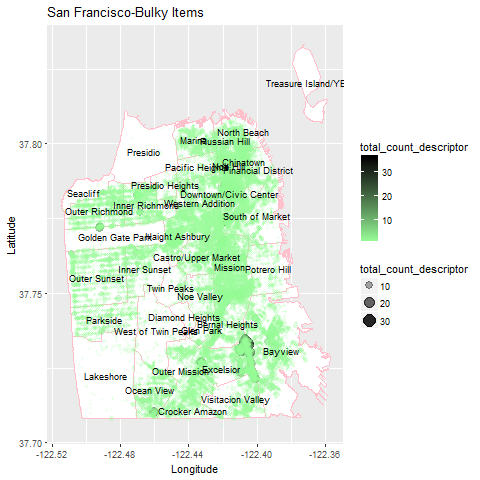 San Francisco-Bulky Items
Treasure Island/YB
North Beach
Marina
Russian Hill
Presidio
Chinatown
Pacific Heights
Nob Hill
Financial District
Presidio Heights
Seacliff
Downtown/Civic Center
Inner Richmond
Western Addition
Outer Richmond
South of Market
Golden Gate Park
Haight Ashbury
Castro/Upper Market
Inner Sunset
Mission
Potrero Hill
Outer Sunset
Twin Peaks
Noe Valley
Diamond Heights
Parkside
Bernal Heights
West of Twin Peaks
Glen Park
Bayview
Outer Mission
Excelsior
Lakeshore
Ocean View
Visitacion Valley
Crocker Amazon
37.80
37.75
37.70
-122.52
-122.48
-122.44
-122.40
-122.36
Longitude
Latitude
total_count_descriptor
30
20
10
total_count_descriptor
10
20
30